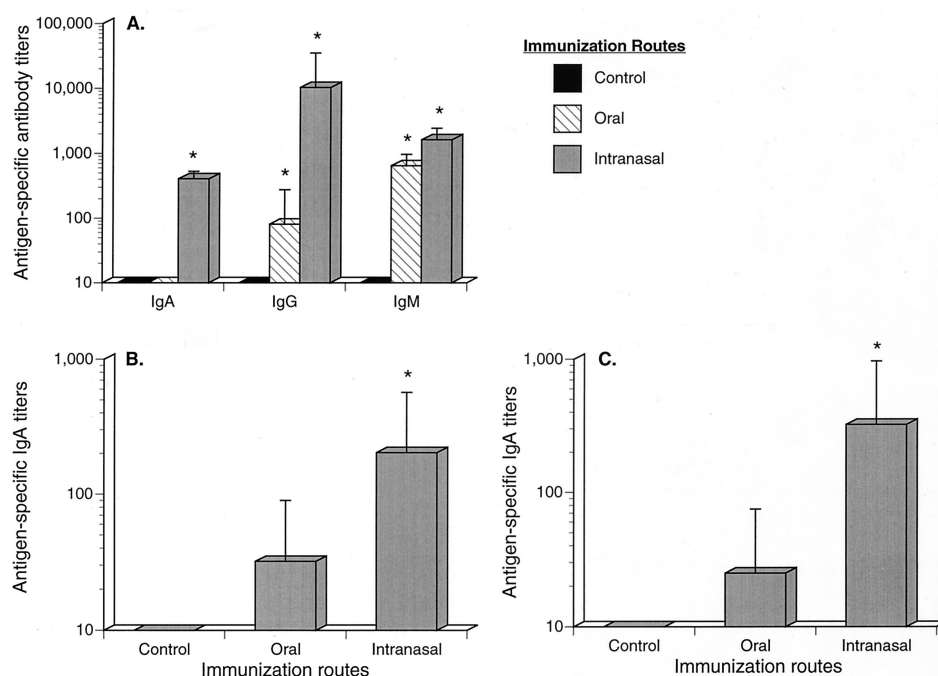 A.
Antigen-specific antibody titers
100,000
10,000
1,000
100
10
* * * * *
IgA IgG IgM
Immunization Routes
Control
Oral
Intranasal
B.
Antigen-specific IgA titers
1,000
100
10
*
Control Oral Intranasal
Immunization routes
C.
Antigen-specific IgA titers
1,000
100
10
*
Control Oral Intranasal
Immunization routes